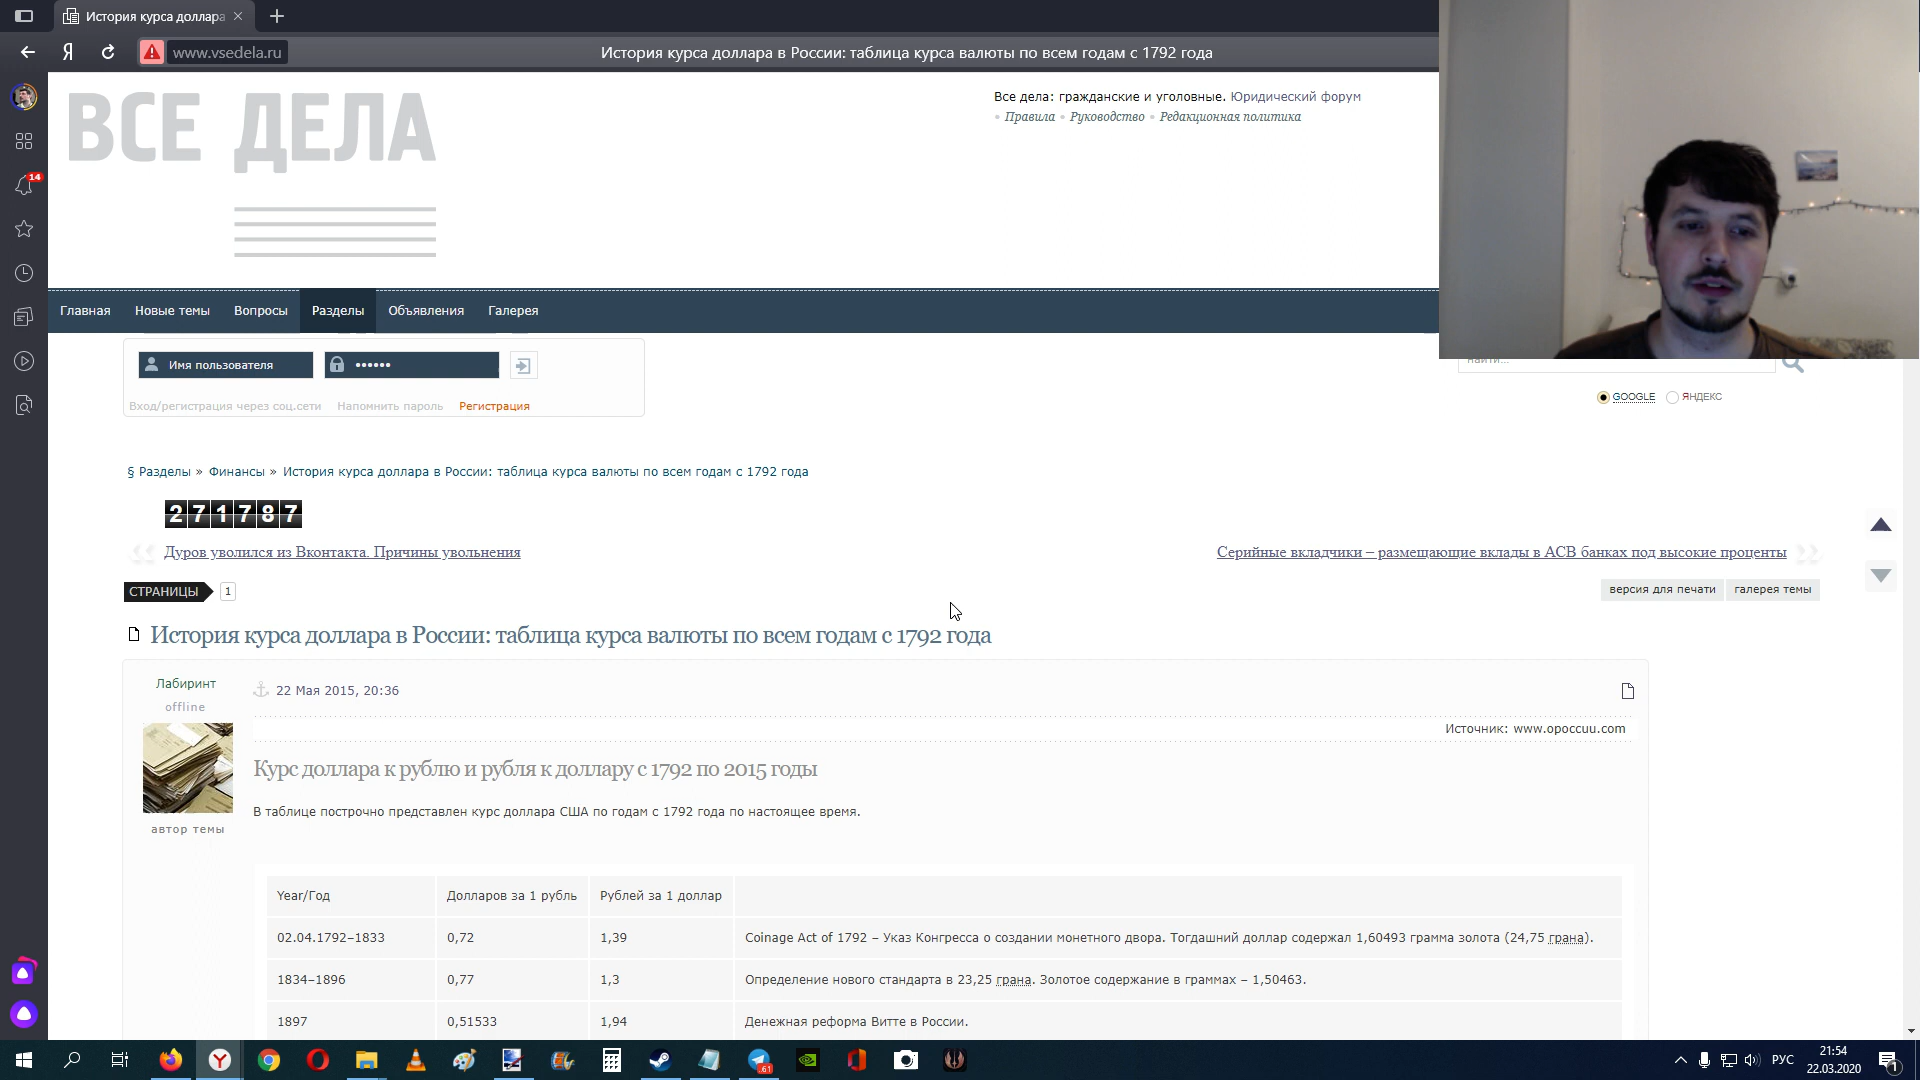 История курса доллара
Я
www.vsedela.ru
История курса доллара в России: таблица курса валюты по всем годам с 1792 года
14
ВСЕ ДЕЛА
Все дела: гражданские и уголовные. Юридический форум
Правила
Руководство
Редакционная политика
Главная
Новые темы
Вопросы
Разделы
Объявления
Галерея
Имя пользователя
••••••
найти...
Вход/регистрация через соц.сети
Напомнить пароль
Регистрация
GOOGLE
ЯНДЕКС
§ Разделы » Финансы » История курса доллара в России: таблица курса валюты по всем годам с 1792 года
271787
Дуров уволился из Вконтакта. Причины увольнения
Серийные вкладчики – размещающие вклады в АСВ банках под высокие проценты
СТРАНИЦЫ
1
версия для печати
галерея темы
История курса доллара в России: таблица курса валюты по всем годам с 1792 года
Лабиринт
offline
автор темы
22 Мая 2015, 20:36
Источник: www.opoccuu.com
Курс доллара к рублю и рубля к доллару с 1792 по 2015 годы
В таблице построчно представлен курс доллара США по годам с 1792 года по настоящее время.
Year/Год
Долларов за 1 рубль
Рублей за 1 доллар
02.04.1792–1833
0,72
1,39
Coinage Act of 1792 – Указ Конгресса о создании монетного двора. Тогдашний доллар содержал 1,60493 грамма золота (24,75 грана).
1834–1896
0,77
1,3
Определение нового стандарта в 23,25 грана. Золотое содержание в граммах – 1,50463.
1897
0,51533
1,94
Денежная реформа Витте в России.
Y
61
РУС
21:54
22.03.2020
1